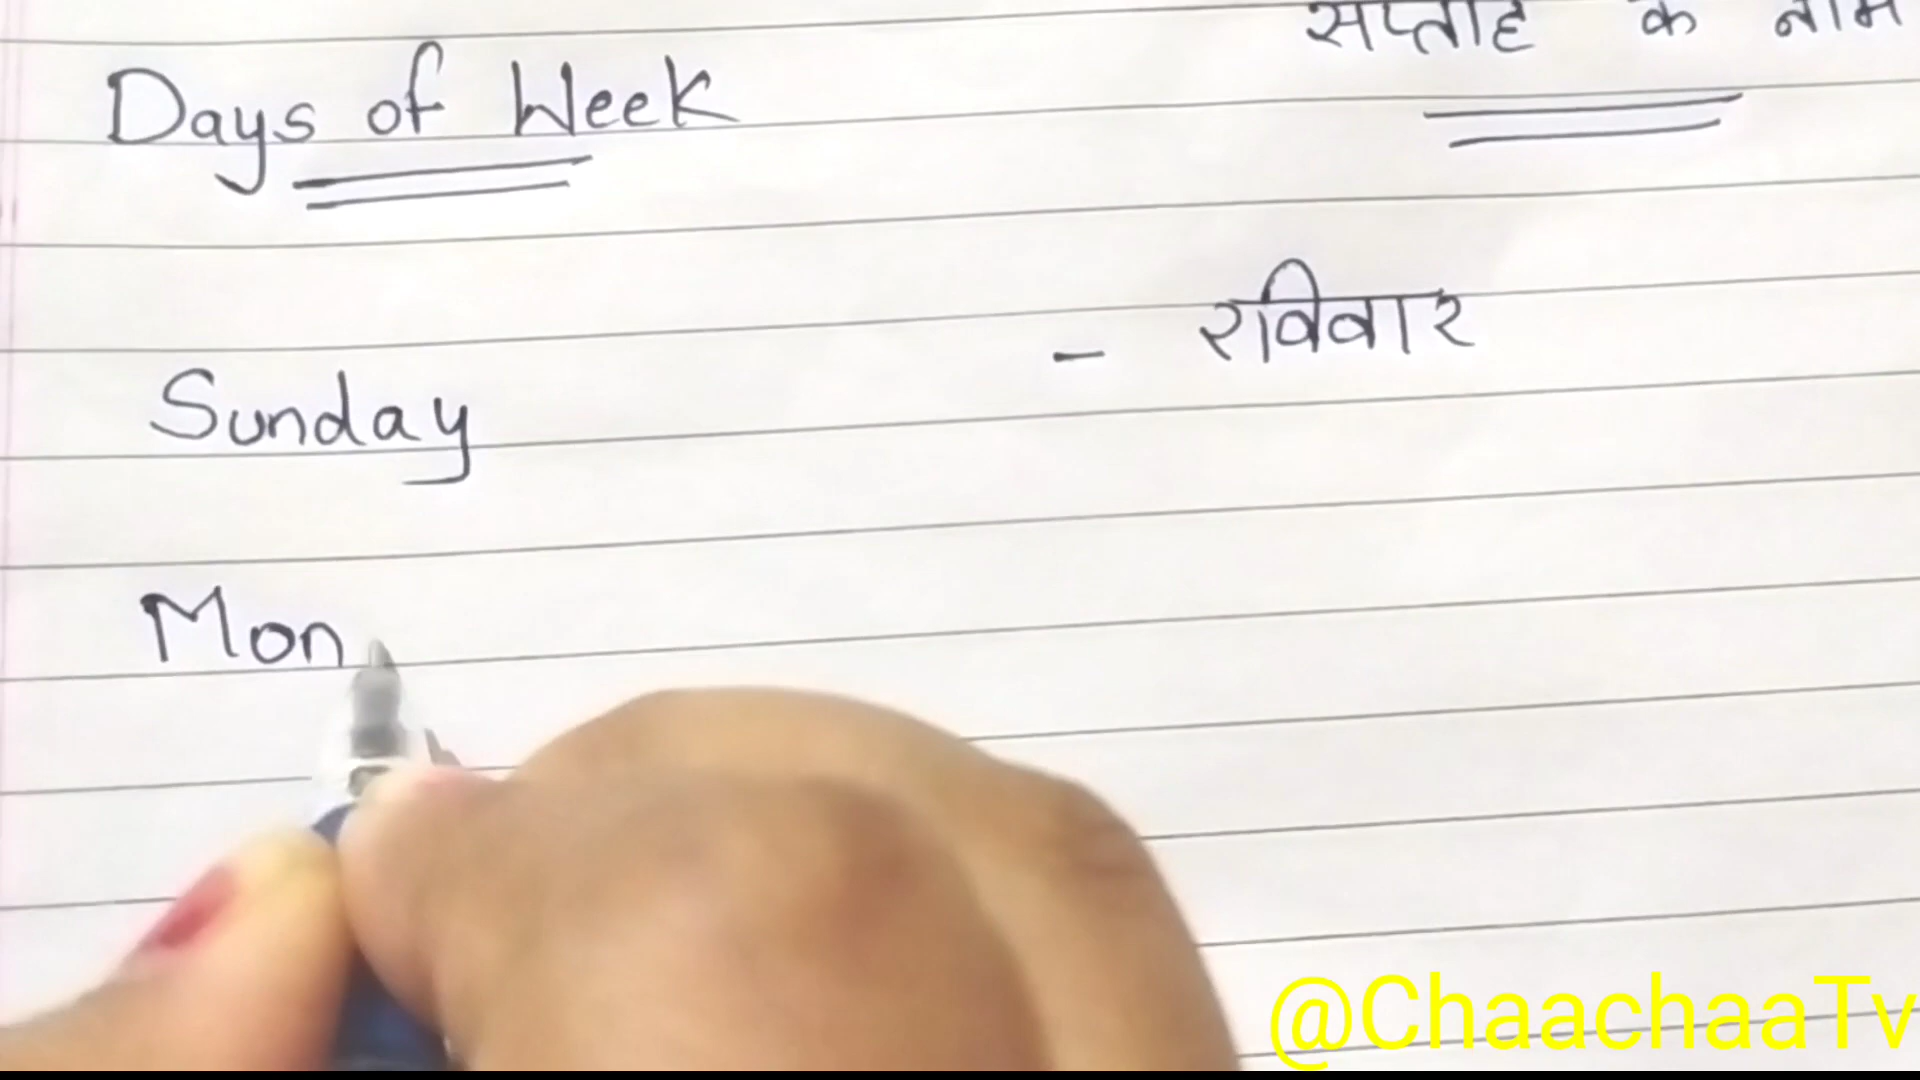 Days of Week
सप्ताह के नाम
Sunday - रविवार
Mon
@ChaachaaTv